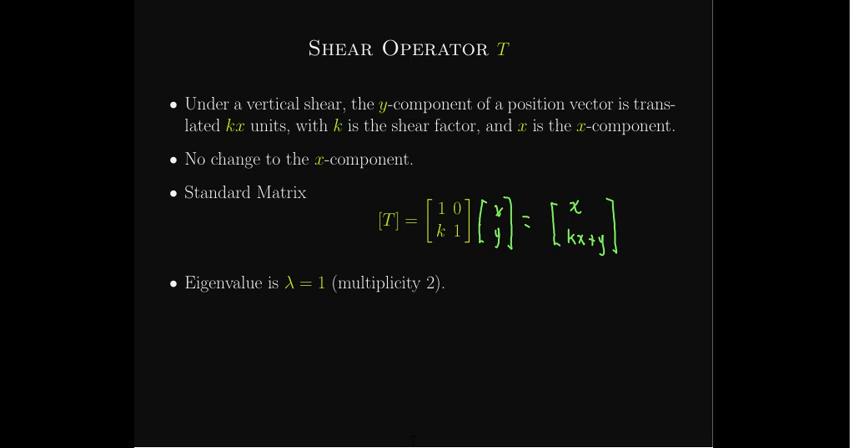 SHEAR OPERATOR T
• Under a vertical shear, the y-component of a position vector is trans-
lated kx units, with k is the shear factor, and x is the x-component.
• No change to the x-component.
• Standard Matrix
[T] = [1 0; k 1] [x; y] = [x; kx+y]
• Eigenvalue is λ = 1 (multiplicity 2).